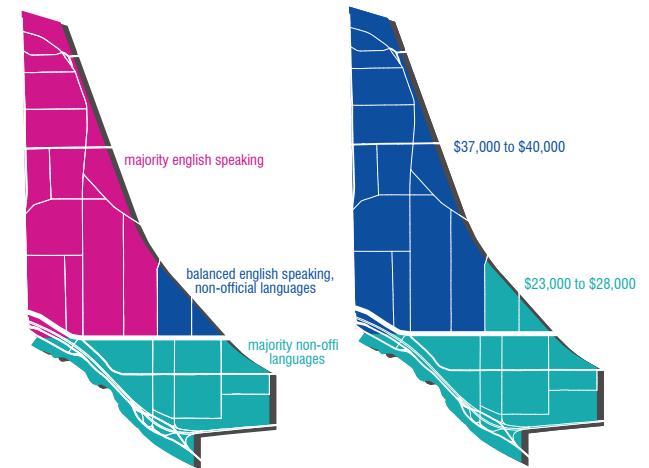 majority english speaking
$37,000 to $40,000
balanced english speaking,
non-official languages
$23,000 to $28,000
majority non-offi
languages